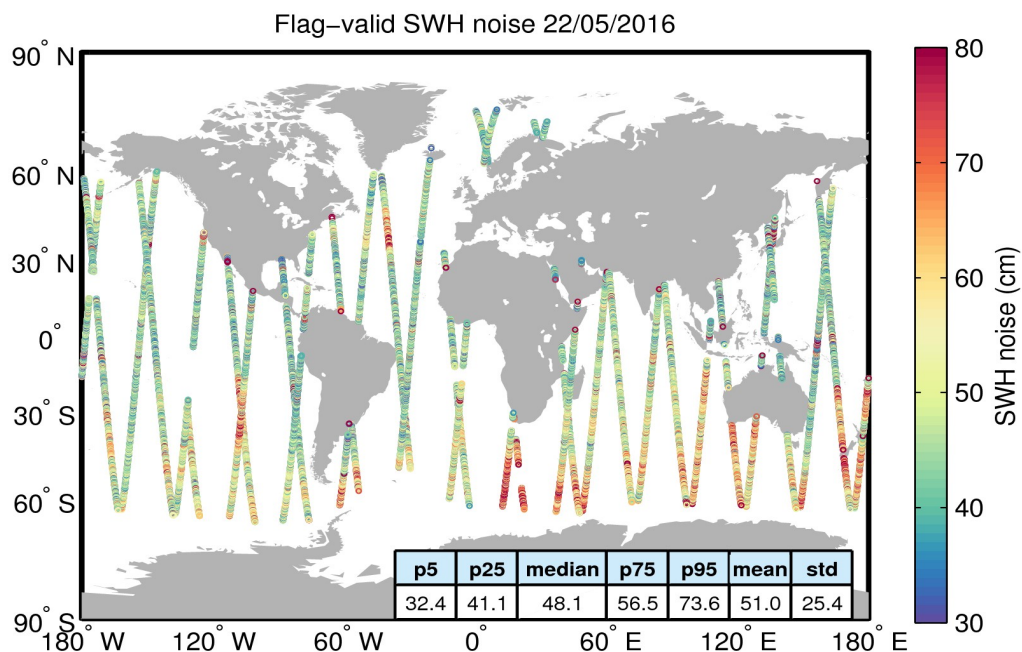 Flag−valid SWH noise 22/05/2016
90° N
60° N
30° N
0°
30° S
60° S
90° S
180° W
120° W
60° W
0°
60° E
120° E
180° E
80
70
60
50
40
30
SWH noise (cm)
p5 p25 median p75 p95 mean std
32.4 41.1 48.1 56.5 73.6 51.0 25.4